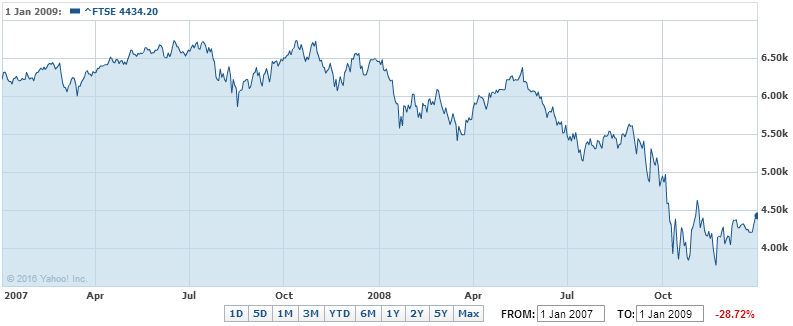 1 Jan 2009: ^FTSE 4434.20
6.50k
6.00k
5.50k
5.00k
4.50k
4.00k
© 2016 Yahoo! Inc.
2007 Apr Jul Oct 2008 Apr Jul Oct
1D 5D 1M 3M YTD 6M 1Y 2Y 5Y Max FROM: 1 Jan 2007 TO: 1 Jan 2009 -28.72%